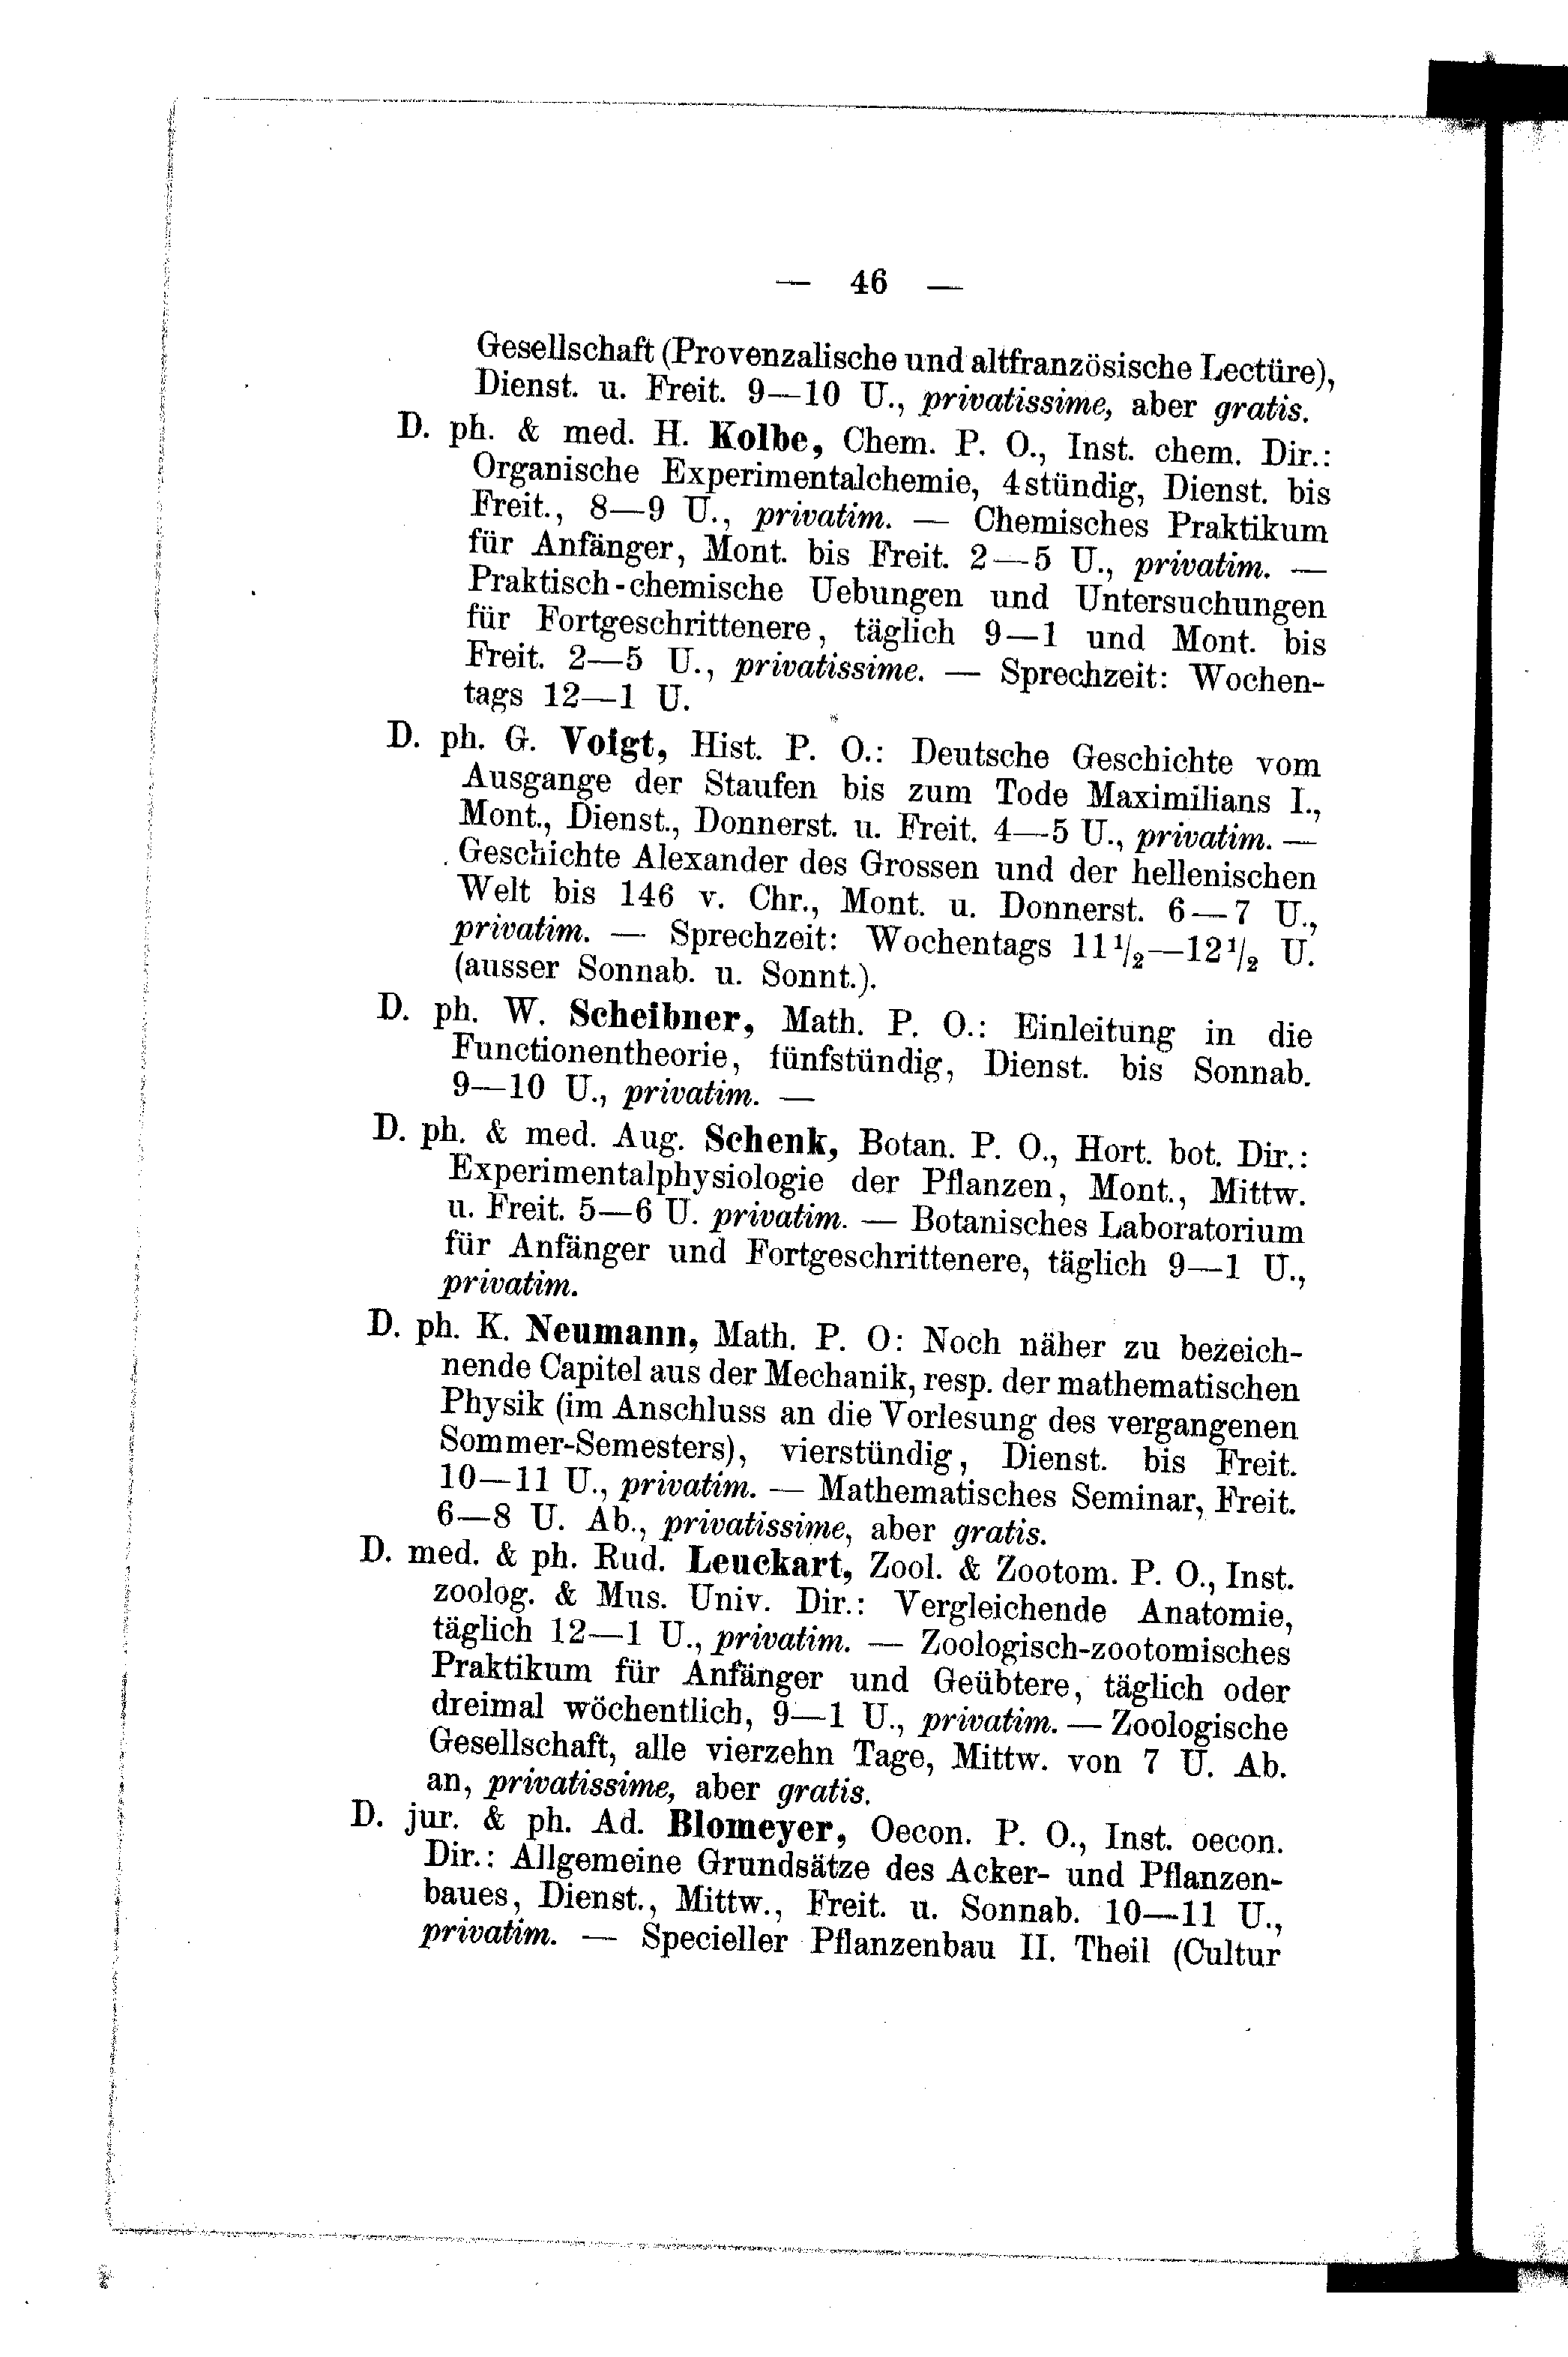 — 46 —
Gesellschaft (Provenzalische und altfranzösische Lectüre),
Dienst. u. Freit. 9—10 U., privatissime, aber gratis.
D. ph. & med. H. Kolbe, Chem. P. O., Inst. chem. Dir.:
Organische Experimentalchemie, 4stündig, Dienst. bis
Freit., 8—9 U., privatim. — Chemisches Praktikum
für Anfänger, Mont. bis Freit. 2—5 U., privatim. —
Praktisch-chemische Uebungen und Untersuchungen
für Fortgeschrittenere, täglich 9—1 und Mont. bis
Freit. 2—5 U., privatissime. — Sprechzeit: Wochen-
tags 12—1 U.
D. ph. G. Voigt, Hist. P. O.: Deutsche Geschichte vom
Ausgange der Staufen bis zum Tode Maximilians I.,
Mont., Dienst., Donnerst. u. Freit. 4—5 U., privatim. —
Geschichte Alexander des Grossen und der hellenischen
Welt bis 146 v. Chr., Mont. u. Donnerst. 6—7 U.,
privatim. — Sprechzeit: Wochentags 11 1/2—12 1/2 U.
(ausser Sonnab. u. Sonnt.).
D. ph. W. Scheibner, Math. P. O.: Einleitung in die
Functionentheorie, fünfstündig, Dienst. bis Sonnab.
9—10 U., privatim. —
D. ph. & med. Aug. Schenk, Botan. P. O., Hort. bot. Dir.:
Experimentalphysiologie der Pflanzen, Mont., Mittw.
u. Freit. 5—6 U. privatim. — Botanisches Laboratorium
für Anfänger und Fortgeschrittenere, täglich 9—1 U.,
privatim.
D. ph. K. Neumann, Math. P. O: Noch näher zu bezeich-
nende Capitel aus der Mechanik, resp. der mathematischen
Physik (im Anschluss an die Vorlesung des vergangenen
Sommer-Semesters), vierstündig, Dienst. bis Freit.
10—11 U., privatim. — Mathematisches Seminar, Freit.
6—8 U. Ab., privatissime, aber gratis.
D. med. & ph. Rud. Leuckart, Zool. & Zootom. P. O., Inst.
zoolog. & Mus. Univ. Dir.: Vergleichende Anatomie,
täglich 12—1 U., privatim. — Zoologisch-zootomisches
Praktikum für Anfänger und Geübtere, täglich oder
dreimal wöchentlich, 9—1 U., privatim. — Zoologische
Gesellschaft, alle vierzehn Tage, Mittw. von 7 U. Ab.
an, privatissime, aber gratis.
D. jur. & ph. Ad. Blomeyer, Oecon. P. O., Inst. oecon.
Dir.: Allgemeine Grundsätze des Acker- und Pflanzen-
baues, Dienst., Mittw., Freit. u. Sonnab. 10—11 U.,
privatim. — Specieller Pflanzenbau II. Theil (Cultur